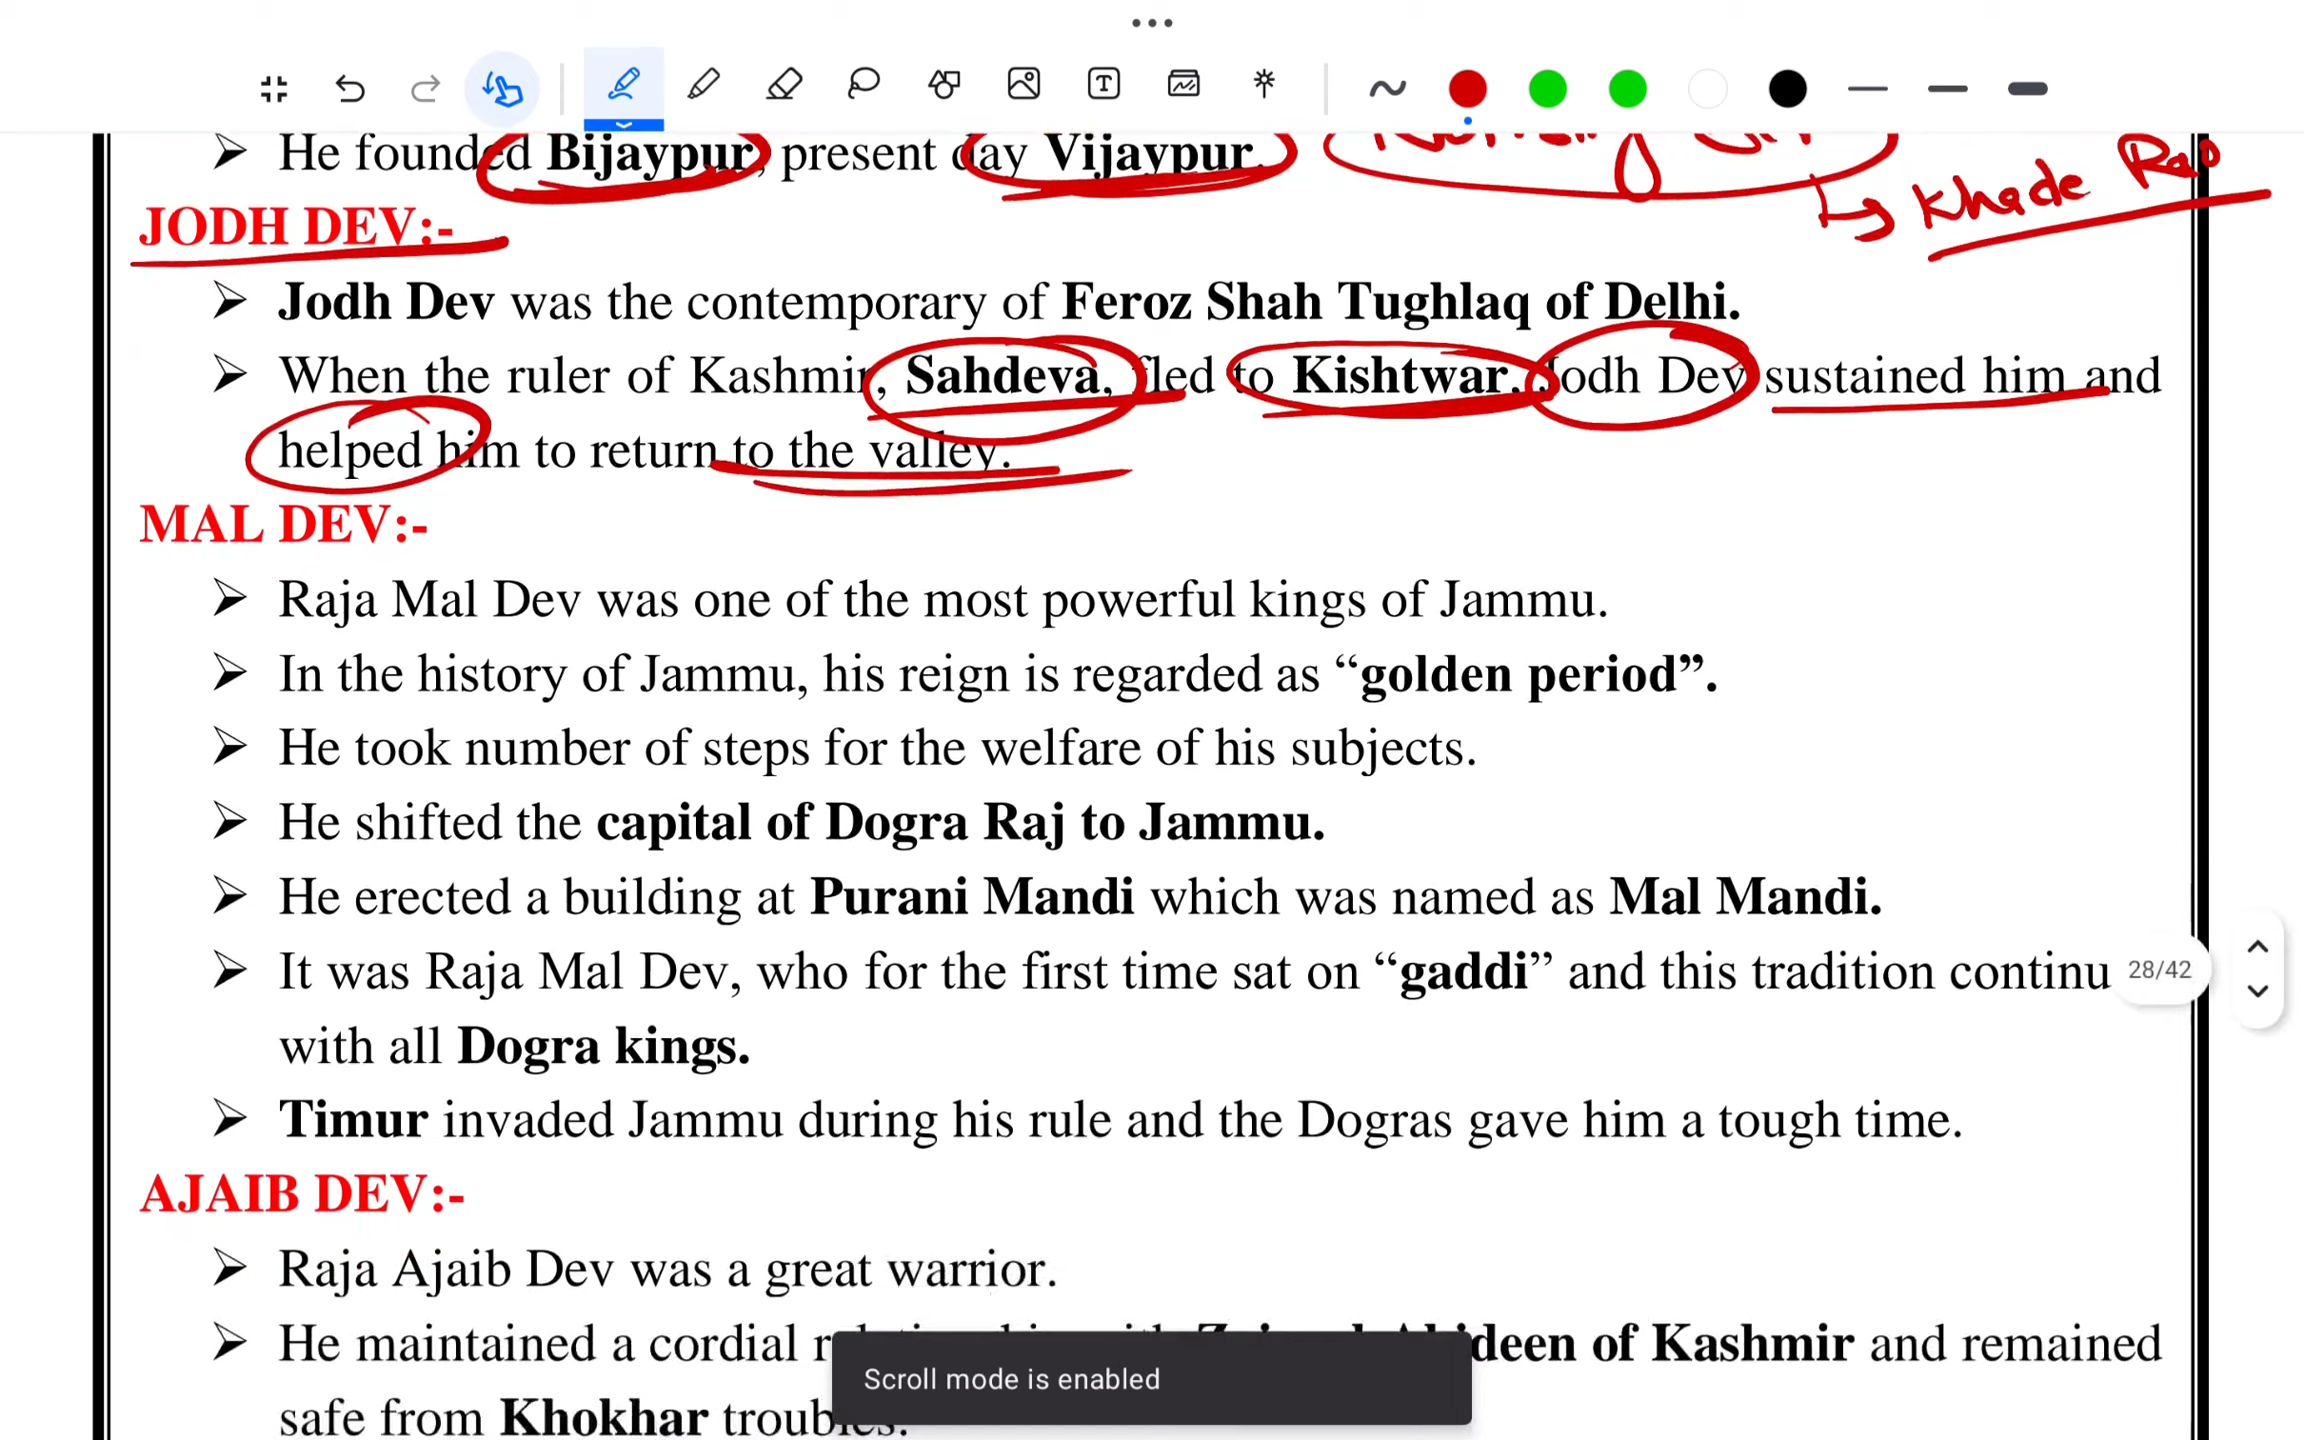 ➤ He founded Bijaypur, present day Vijaypur.
Khade Rao
JODH DEV:-
➤ Jodh Dev was the contemporary of Feroz Shah Tughlaq of Delhi.
➤ When the ruler of Kashmir, Sahdeva, fled to Kishtwar. Jodh Dev sustained him and
helped him to return to the valley.
MAL DEV:-
➤ Raja Mal Dev was one of the most powerful kings of Jammu.
➤ In the history of Jammu, his reign is regarded as “golden period”.
➤ He took number of steps for the welfare of his subjects.
➤ He shifted the capital of Dogra Raj to Jammu.
➤ He erected a building at Purani Mandi which was named as Mal Mandi.
➤ It was Raja Mal Dev, who for the first time sat on “gaddi” and this tradition continu
28/42
with all Dogra kings.
➤ Timur invaded Jammu during his rule and the Dogras gave him a tough time.
AJAIB DEV:-
➤ Raja Ajaib Dev was a great warrior.
➤ He maintained a cordial of Kashmir and remained
Scroll mode is enabled
safe from Khokhar